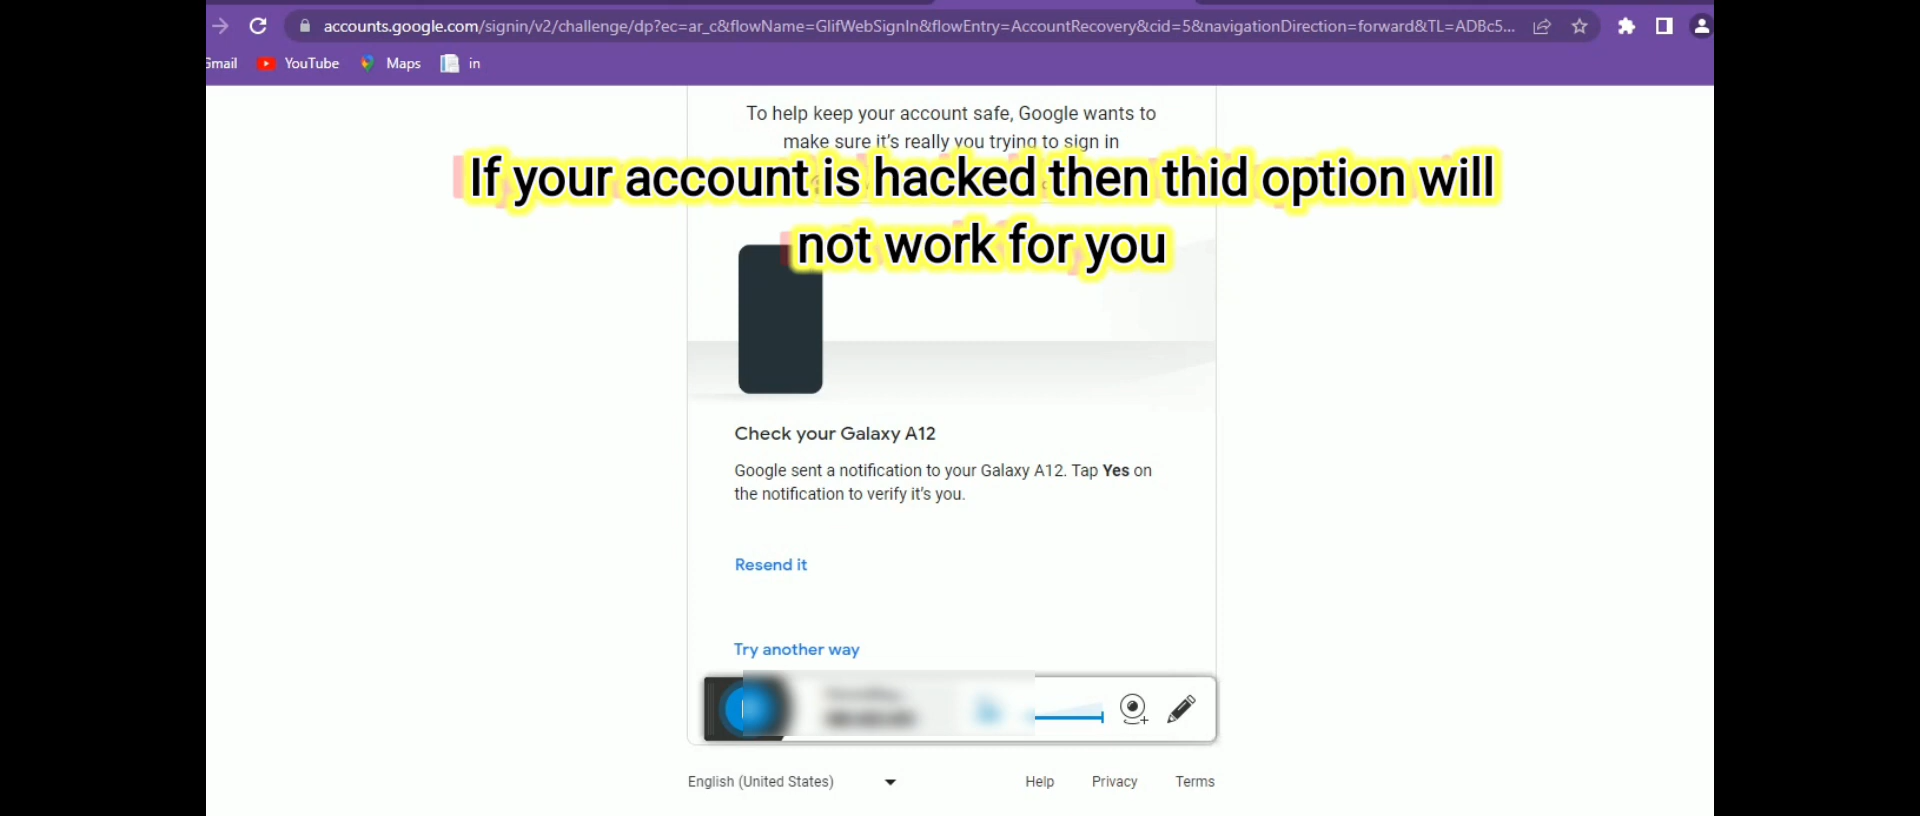 accounts.google.com/signin/v2/challenge/dp?ec=ar_c&flowName=GlifWebSignIn&flowEntry=AccountRecovery&cid=5&navigationDirection=forward&TL=ADBc5...
Gmail YouTube Maps in
To help keep your account safe, Google wants to
make sure it's really you trying to sign in
If your account is hacked then thid option will
not work for you
Check your Galaxy A12
Google sent a notification to your Galaxy A12. Tap Yes on
the notification to verify it's you.
Resend it
Try another way
English (United States) Help Privacy Terms